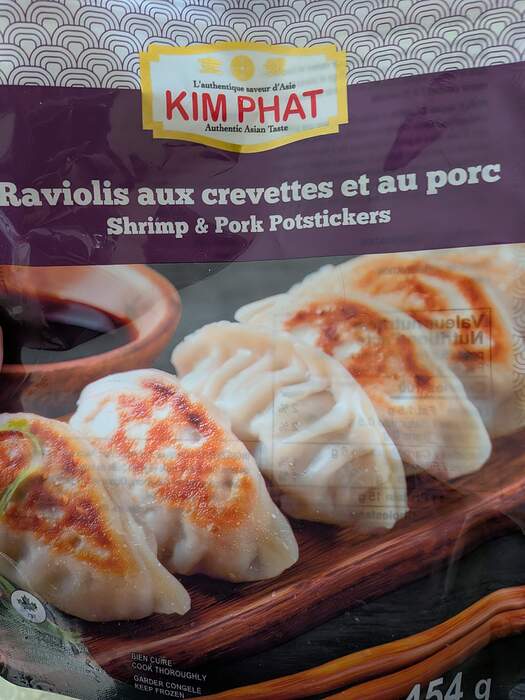 L'authentique saveur d'Asie
KIM PHAT
Authentic Asian Taste
Raviolis aux crevettes et au porc
Shrimp & Pork Potstickers
BIEN CUIRE
COOK THOROUGHLY
GARDER CONGELÉ
KEEP FROZEN
454 g